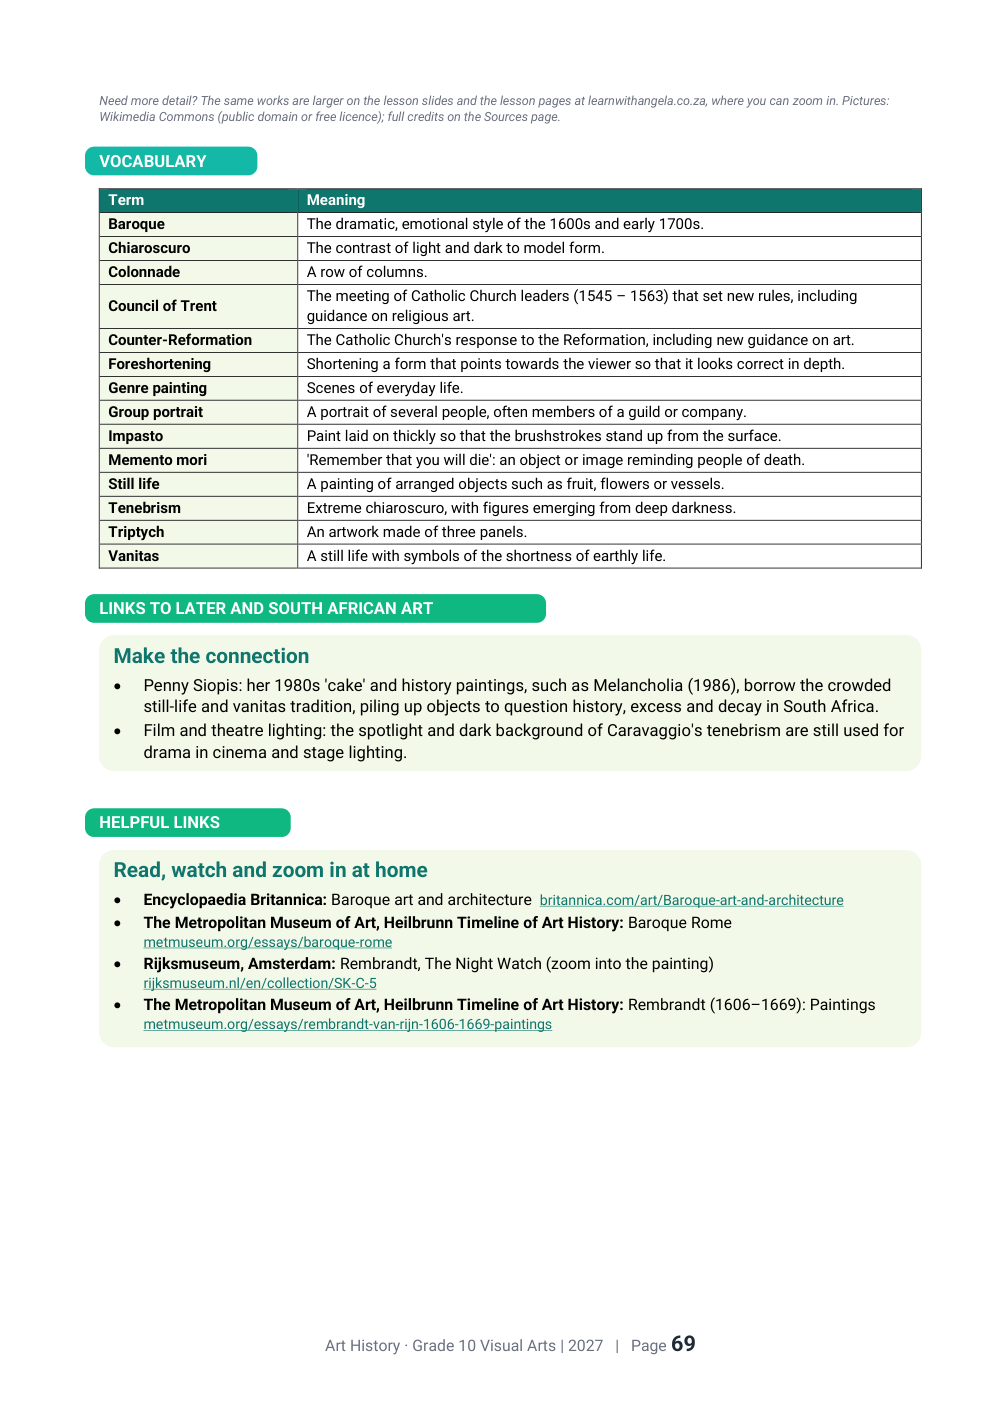 Need more detail? The same works are larger on the lesson slides and the lesson pages at learnwithangela.co.za, where you can zoom in. Pictures:
Wikimedia Commons (public domain or free licence); full credits on the Sources page.
VOCABULARY
Term Meaning
Baroque The dramatic, emotional style of the 1600s and early 1700s.
Chiaroscuro The contrast of light and dark to model form.
Colonnade A row of columns.
Council of Trent The meeting of Catholic Church leaders (1545 – 1563) that set new rules, including
guidance on religious art.
Counter-Reformation The Catholic Church's response to the Reformation, including new guidance on art.
Foreshortening Shortening a form that points towards the viewer so that it looks correct in depth.
Genre painting Scenes of everyday life.
Group portrait A portrait of several people, often members of a guild or company.
Impasto Paint laid on thickly so that the brushstrokes stand up from the surface.
Memento mori 'Remember that you will die': an object or image reminding people of death.
Still life A painting of arranged objects such as fruit, flowers or vessels.
Tenebrism Extreme chiaroscuro, with figures emerging from deep darkness.
Triptych An artwork made of three panels.
Vanitas A still life with symbols of the shortness of earthly life.
LINKS TO LATER AND SOUTH AFRICAN ART
Make the connection
• Penny Siopis: her 1980s 'cake' and history paintings, such as Melancholia (1986), borrow the crowded
still-life and vanitas tradition, piling up objects to question history, excess and decay in South Africa.
• Film and theatre lighting: the spotlight and dark background of Caravaggio's tenebrism are still used for
drama in cinema and stage lighting.
HELPFUL LINKS
Read, watch and zoom in at home
• Encyclopaedia Britannica: Baroque art and architecture britannica.com/art/Baroque-art-and-architecture
• The Metropolitan Museum of Art, Heilbrunn Timeline of Art History: Baroque Rome
metmuseum.org/essays/baroque-rome
• Rijksmuseum, Amsterdam: Rembrandt, The Night Watch (zoom into the painting)
rijksmuseum.nl/en/collection/SK-C-5
• The Metropolitan Museum of Art, Heilbrunn Timeline of Art History: Rembrandt (1606–1669): Paintings
metmuseum.org/essays/rembrandt-van-rijn-1606-1669-paintings
Art History · Grade 10 Visual Arts | 2027 | Page 69